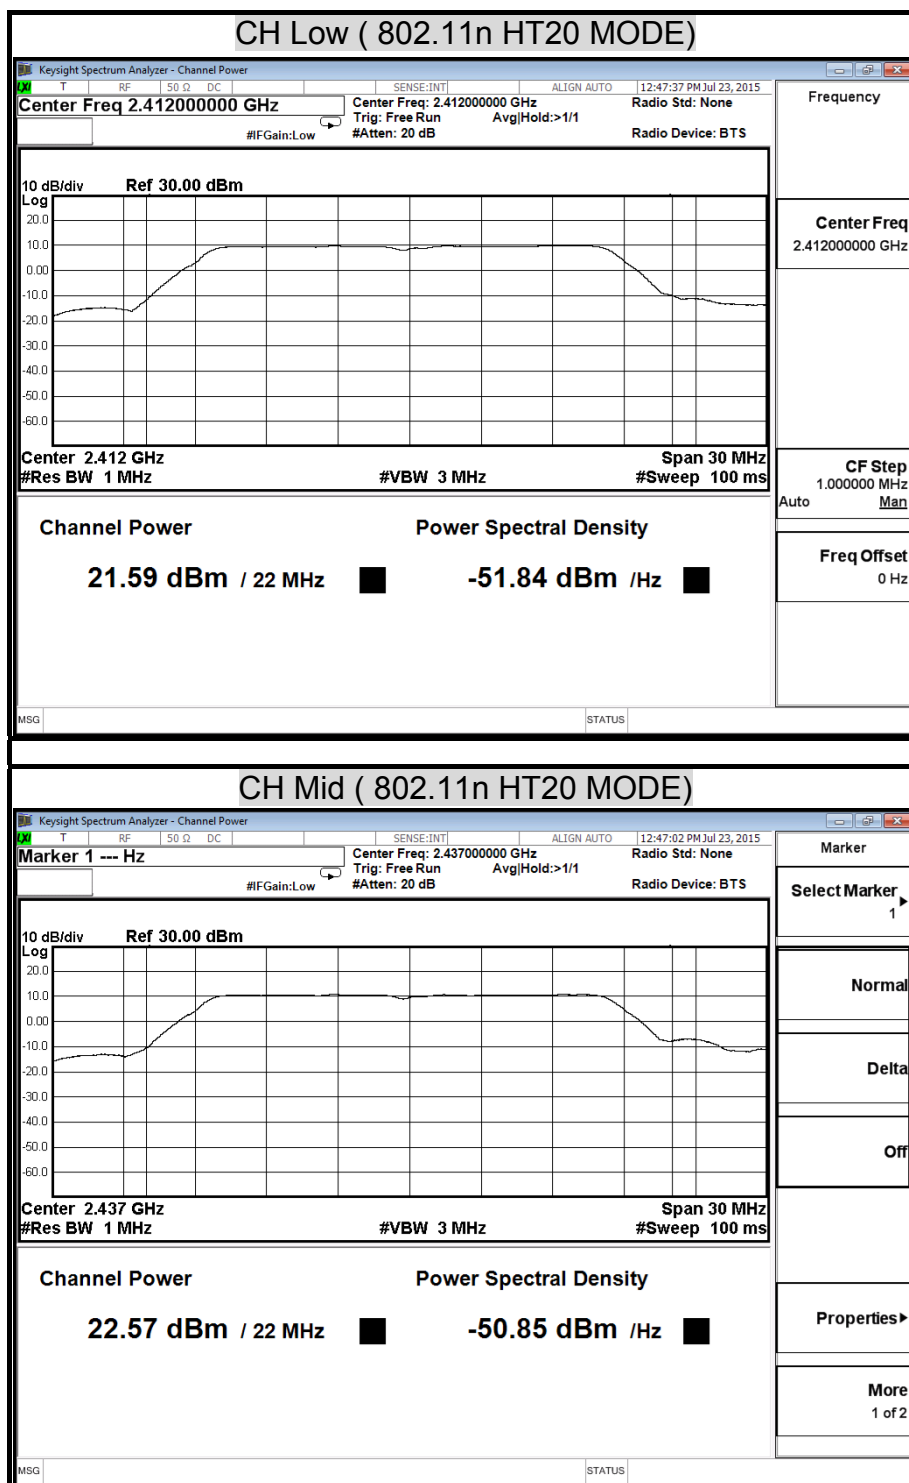 CH Low ( 802.11n HT20 MODE)
Keysight Spectrum Analyzer - Channel Power
LXI T RF 50 Ω DC SENSE:INT ALIGN AUTO 12:47:37 PM Jul 23, 2015
Center Freq 2.412000000 GHz
Center Freq: 2.412000000 GHz Radio Std: None
Trig: Free Run Avg|Hold:>1/1
#IFGain:Low #Atten: 20 dB Radio Device: BTS
Frequency
10 dB/div Ref 30.00 dBm
Log
20.0
10.0
0.00
-10.0
-20.0
-30.0
-40.0
-50.0
-60.0
Center 2.412 GHz Span 30 MHz
#Res BW 1 MHz #VBW 3 MHz #Sweep 100 ms
Channel Power Power Spectral Density
21.59 dBm / 22 MHz -51.84 dBm /Hz
Center Freq
2.412000000 GHz
CF Step
1.000000 MHz
Auto Man
Freq Offset
0 Hz
MSG STATUS
CH Mid ( 802.11n HT20 MODE)
Keysight Spectrum Analyzer - Channel Power
LXI T RF 50 Ω DC SENSE:INT ALIGN AUTO 12:47:02 PM Jul 23, 2015
Marker 1 --- Hz
Center Freq: 2.437000000 GHz Radio Std: None
Trig: Free Run Avg|Hold:>1/1
#IFGain:Low #Atten: 20 dB Radio Device: BTS
Marker
10 dB/div Ref 30.00 dBm
Log
20.0
10.0
0.00
-10.0
-20.0
-30.0
-40.0
-50.0
-60.0
Center 2.437 GHz Span 30 MHz
#Res BW 1 MHz #VBW 3 MHz #Sweep 100 ms
Channel Power Power Spectral Density
22.57 dBm / 22 MHz -50.85 dBm /Hz
Select Marker
1
Normal
Delta
Off
Properties
More
1 of 2
MSG STATUS